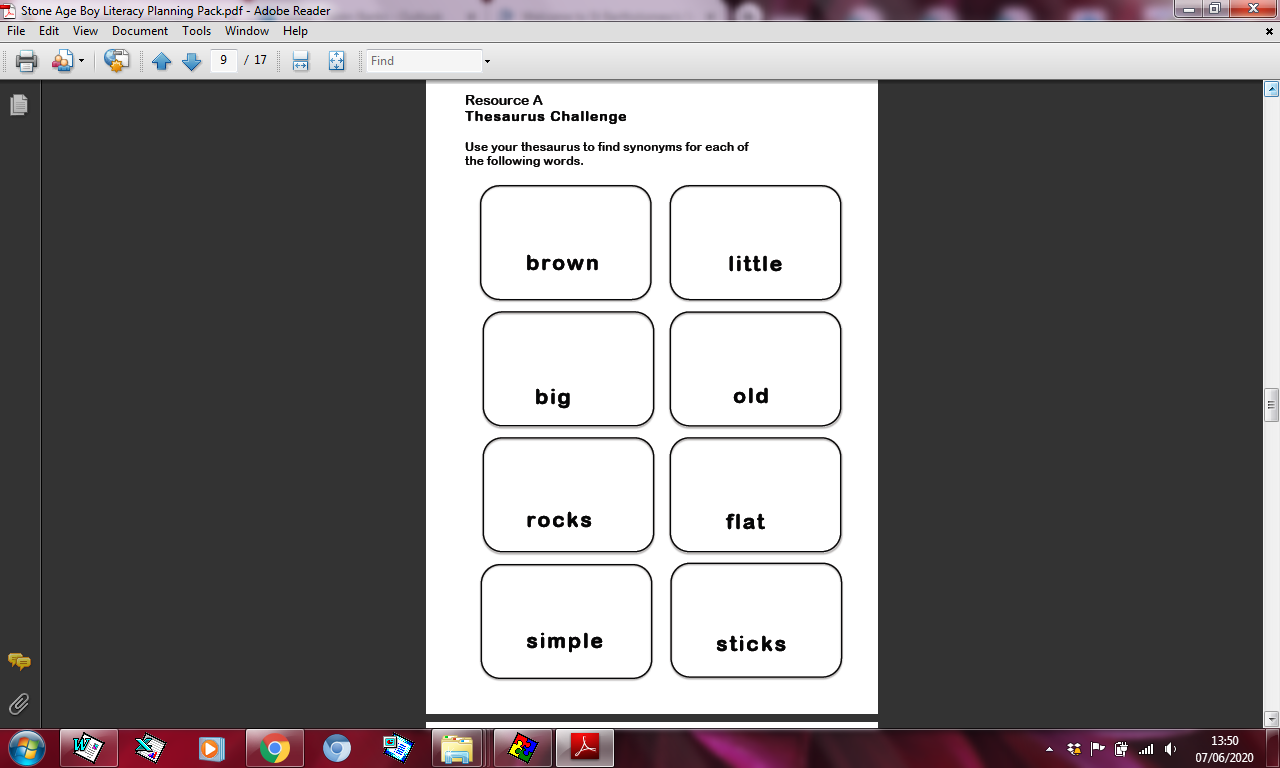 Stone Age Boy Literacy Planning Pack.pdf - Adobe Reader
File Edit View Document Tools Window Help
9 / 17 Find
Resource A
Thesaurus Challenge
Use your thesaurus to find synonyms for each of
the following words.
brown little
big old
rocks flat
simple sticks
13:50
07/06/2020